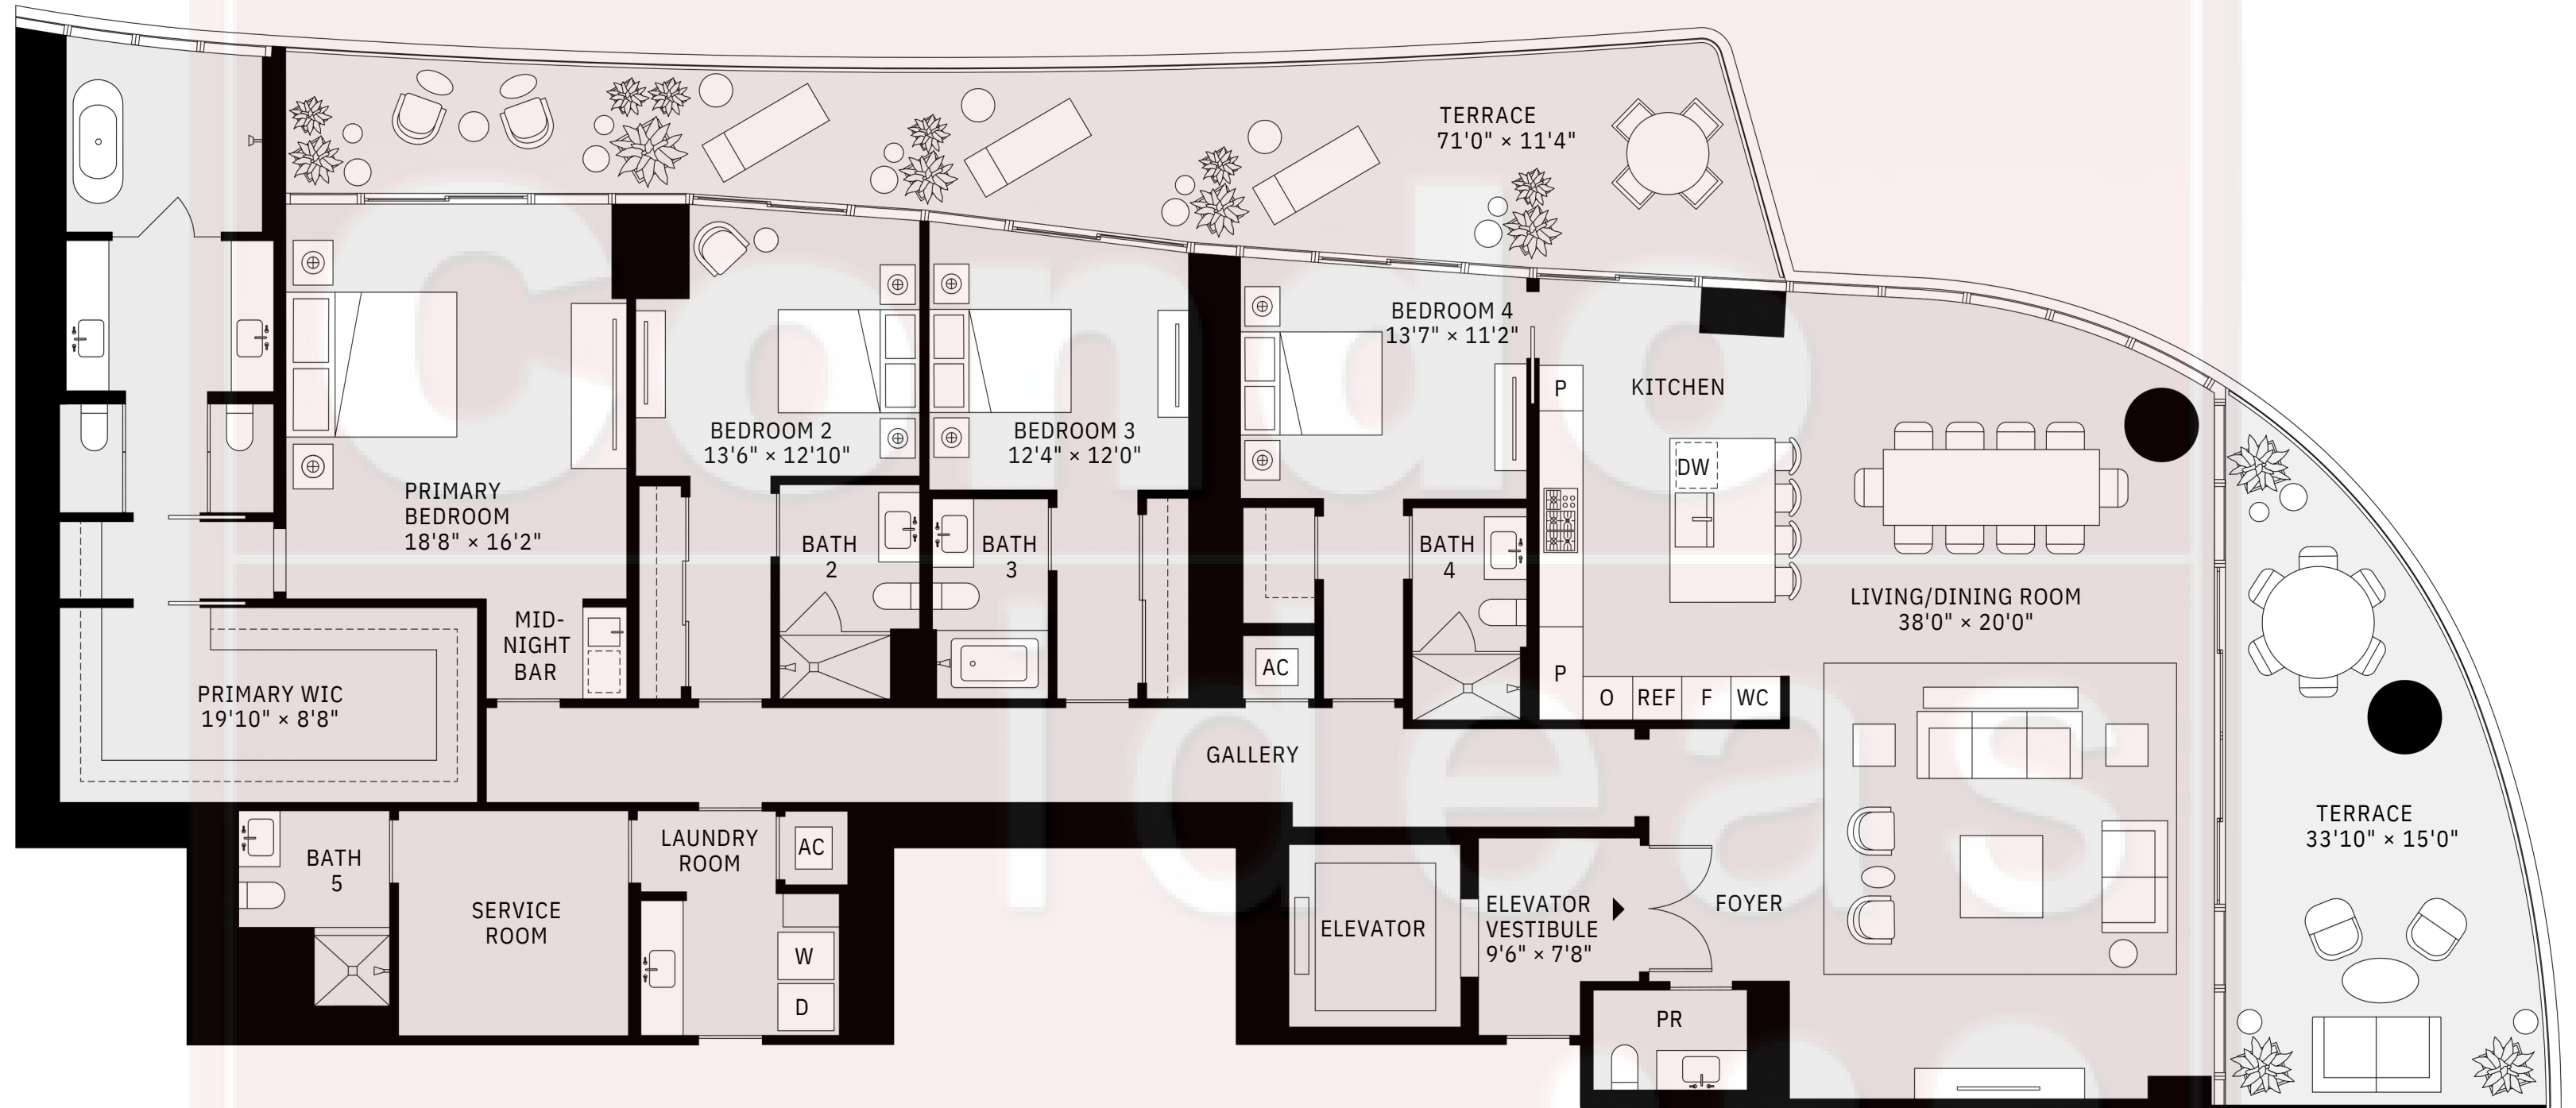 TERRACE
71'0" × 11'4"
BEDROOM 4
13'7" × 11'2"
KITCHEN
P
DW
BEDROOM 2
13'6" × 12'10"
BEDROOM 3
12'4" × 12'0"
PRIMARY
BEDROOM
18'8" × 16'2"
BATH
2
BATH
3
BATH
4
LIVING/DINING ROOM
38'0" × 20'0"
MID-
NIGHT
BAR
AC
P
O
REF
F
WC
PRIMARY WIC
19'10" × 8'8"
GALLERY
TERRACE
33'10" × 15'0"
LAUNDRY
ROOM
AC
BATH
5
SERVICE
ROOM
W
D
ELEVATOR
ELEVATOR
VESTIBULE
9'6" × 7'8"
FOYER
PR
Condo
Ideas